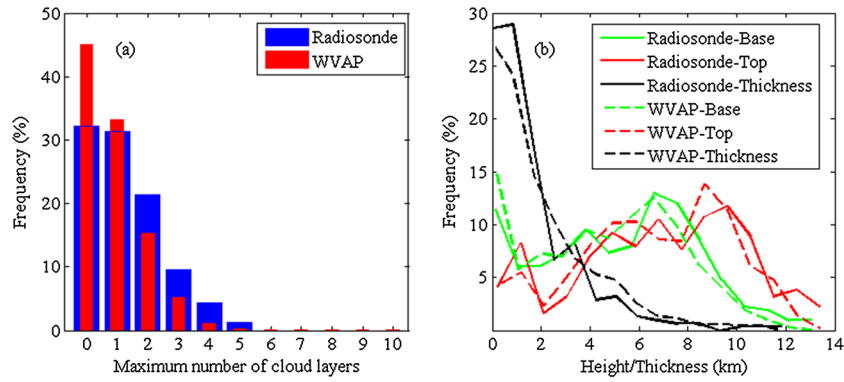 50
40
30
20
10
0
Frequency (%)
(a)
Radiosonde
WVAP
0 1 2 3 4 5 6 7 8 9 10
Maximum number of cloud layers
30
25
20
15
10
5
Frequency (%)
(b)
Radiosonde-Base
Radiosonde-Top
Radiosonde-Thickness
WVAP-Base
WVAP-Top
WVAP-Thickness
0 2 4 6 8 10 12 14
Height/Thickness (km)